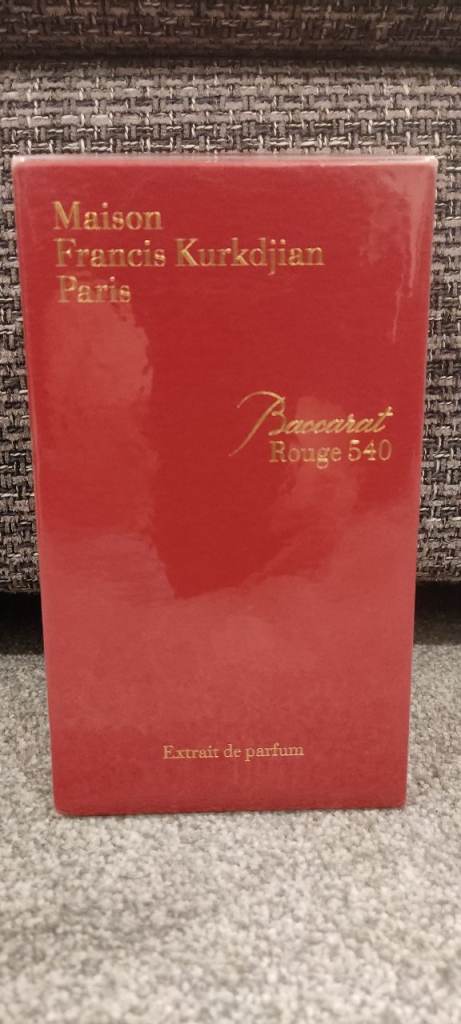 Maison
Francis Kurkdjian
Paris
Baccarat
Rouge 540
Extrait de parfum